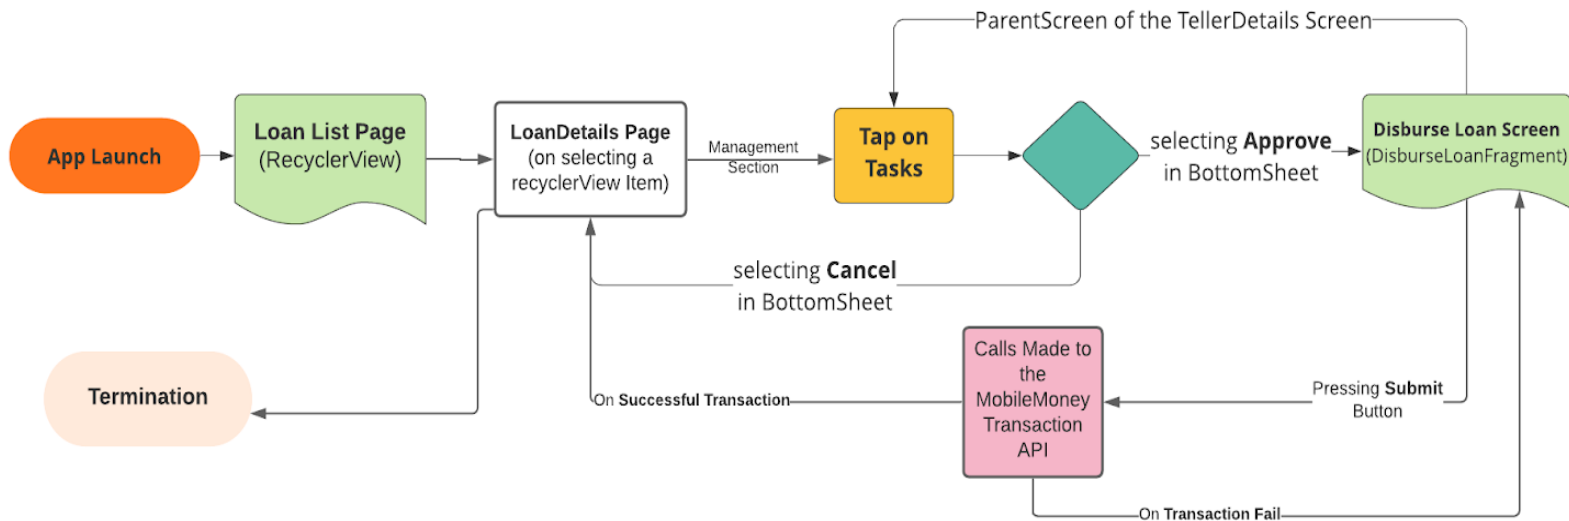 ParentScreen of the TellerDetails Screen
App Launch
Loan List Page
(RecyclerView)
LoanDetails Page
(on selecting a
recyclerView Item)
Management
Section
Tap on
Tasks
selecting Approve
in BottomSheet
Disburse Loan Screen
(DisburseLoanFragment)
selecting Cancel
in BottomSheet
Termination
On Successful Transaction
Calls Made to
the
MobileMoney
Transaction
API
Pressing Submit
Button
On Transaction Fail